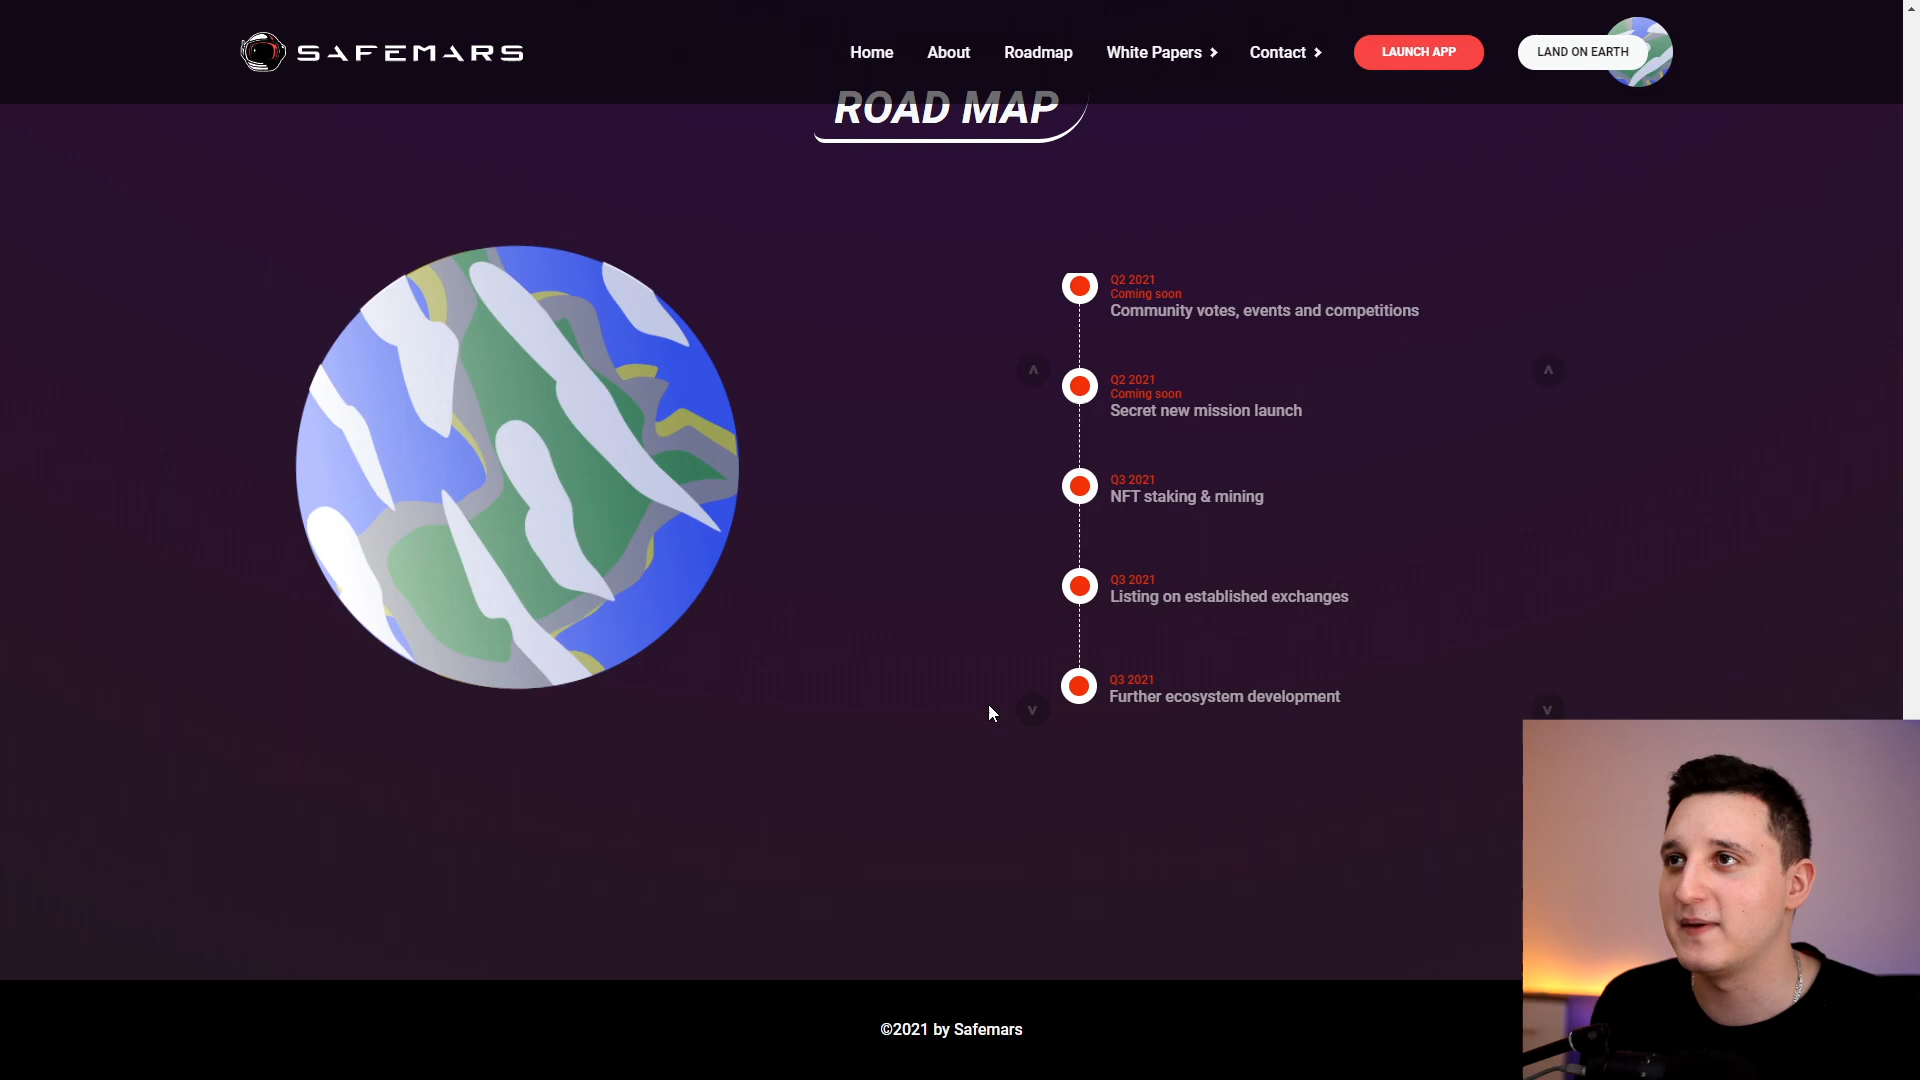 SAFEMARS
Home About Roadmap White Papers Contact LAUNCH APP LAND ON EARTH
ROAD MAP
Q2 2021
Coming soon
Community votes, events and competitions
Q2 2021
Coming soon
Secret new mission launch
Q3 2021
NFT staking & mining
Q3 2021
Listing on established exchanges
Q3 2021
Further ecosystem development
©2021 by Safemars